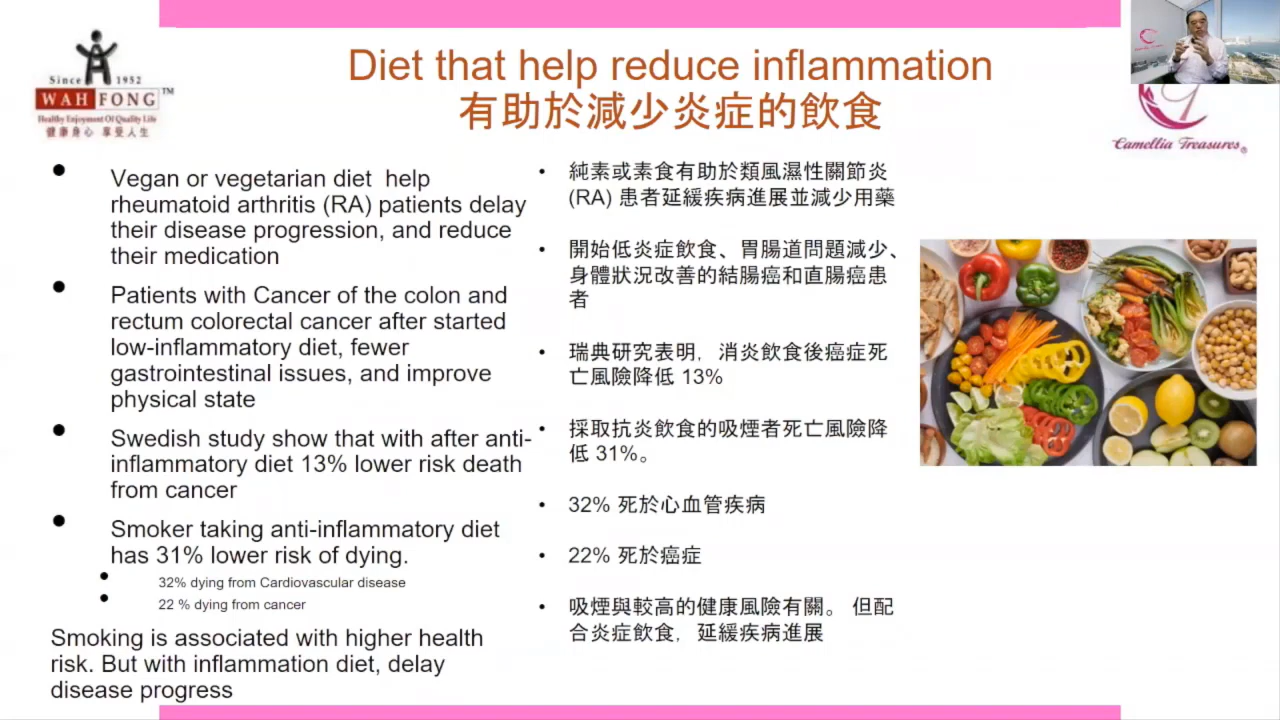 Since 1952
WAH FONG TM
Healthy Enjoyment Of Quality Life
健康身心 享受人生
Diet that help reduce inflammation
有助於減少炎症的飲食
Camellia Treasures®
• Vegan or vegetarian diet help
rheumatoid arthritis (RA) patients delay
their disease progression, and reduce
their medication
• Patients with Cancer of the colon and
rectum colorectal cancer after started
low-inflammatory diet, fewer
gastrointestinal issues, and improve
physical state
• Swedish study show that with after anti-
inflammatory diet 13% lower risk death
from cancer
• Smoker taking anti-inflammatory diet
has 31% lower risk of dying.
• 32% dying from Cardiovascular disease
• 22 % dying from cancer
Smoking is associated with higher health
risk. But with inflammation diet, delay
disease progress
• 純素或素食有助於類風濕性關節炎
(RA) 患者延緩疾病進展並減少用藥
• 開始低炎症飲食、胃腸道問題減少、
身體狀況改善的結腸癌和直腸癌患
者
• 瑞典研究表明，消炎飲食後癌症死
亡風險降低 13%
• 採取抗炎飲食的吸煙者死亡風險降
低 31%。
• 32% 死於心血管疾病
• 22% 死於癌症
• 吸煙與較高的健康風險有關。 但配
合炎症飲食，延緩疾病進展